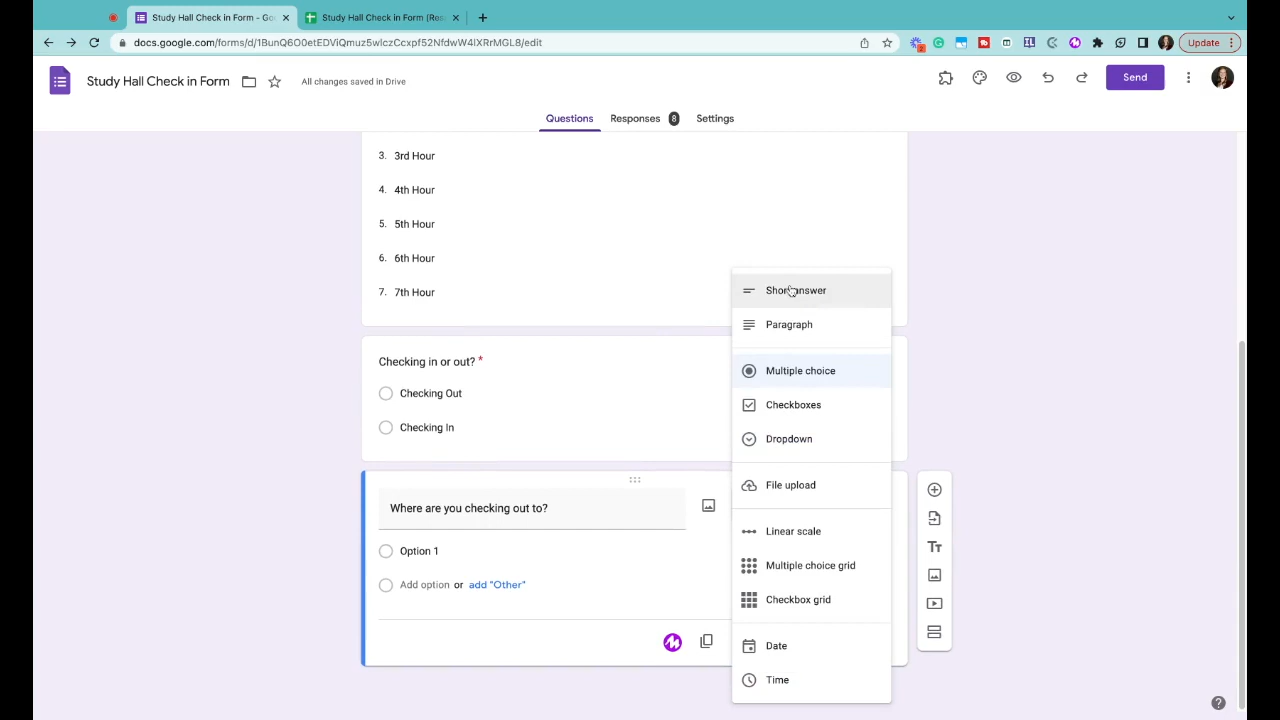 Study Hall Check in Form - Go
Study Hall Check in Form (Res
docs.google.com/forms/d/1BunQ6O0etEDViQmuz5wlczCcxpf52NfdwW4lXRrMGL8/edit
Update
Study Hall Check in Form
All changes saved in Drive
Send
Questions
Responses
8
Settings
3. 3rd Hour
4. 4th Hour
5. 5th Hour
6. 6th Hour
7. 7th Hour
Short answer
Paragraph
Checking in or out? *
Multiple choice
Checking Out
Checkboxes
Checking In
Dropdown
File upload
Where are you checking out to?
Linear scale
Option 1
Multiple choice grid
Add option or add "Other"
Checkbox grid
Date
Time